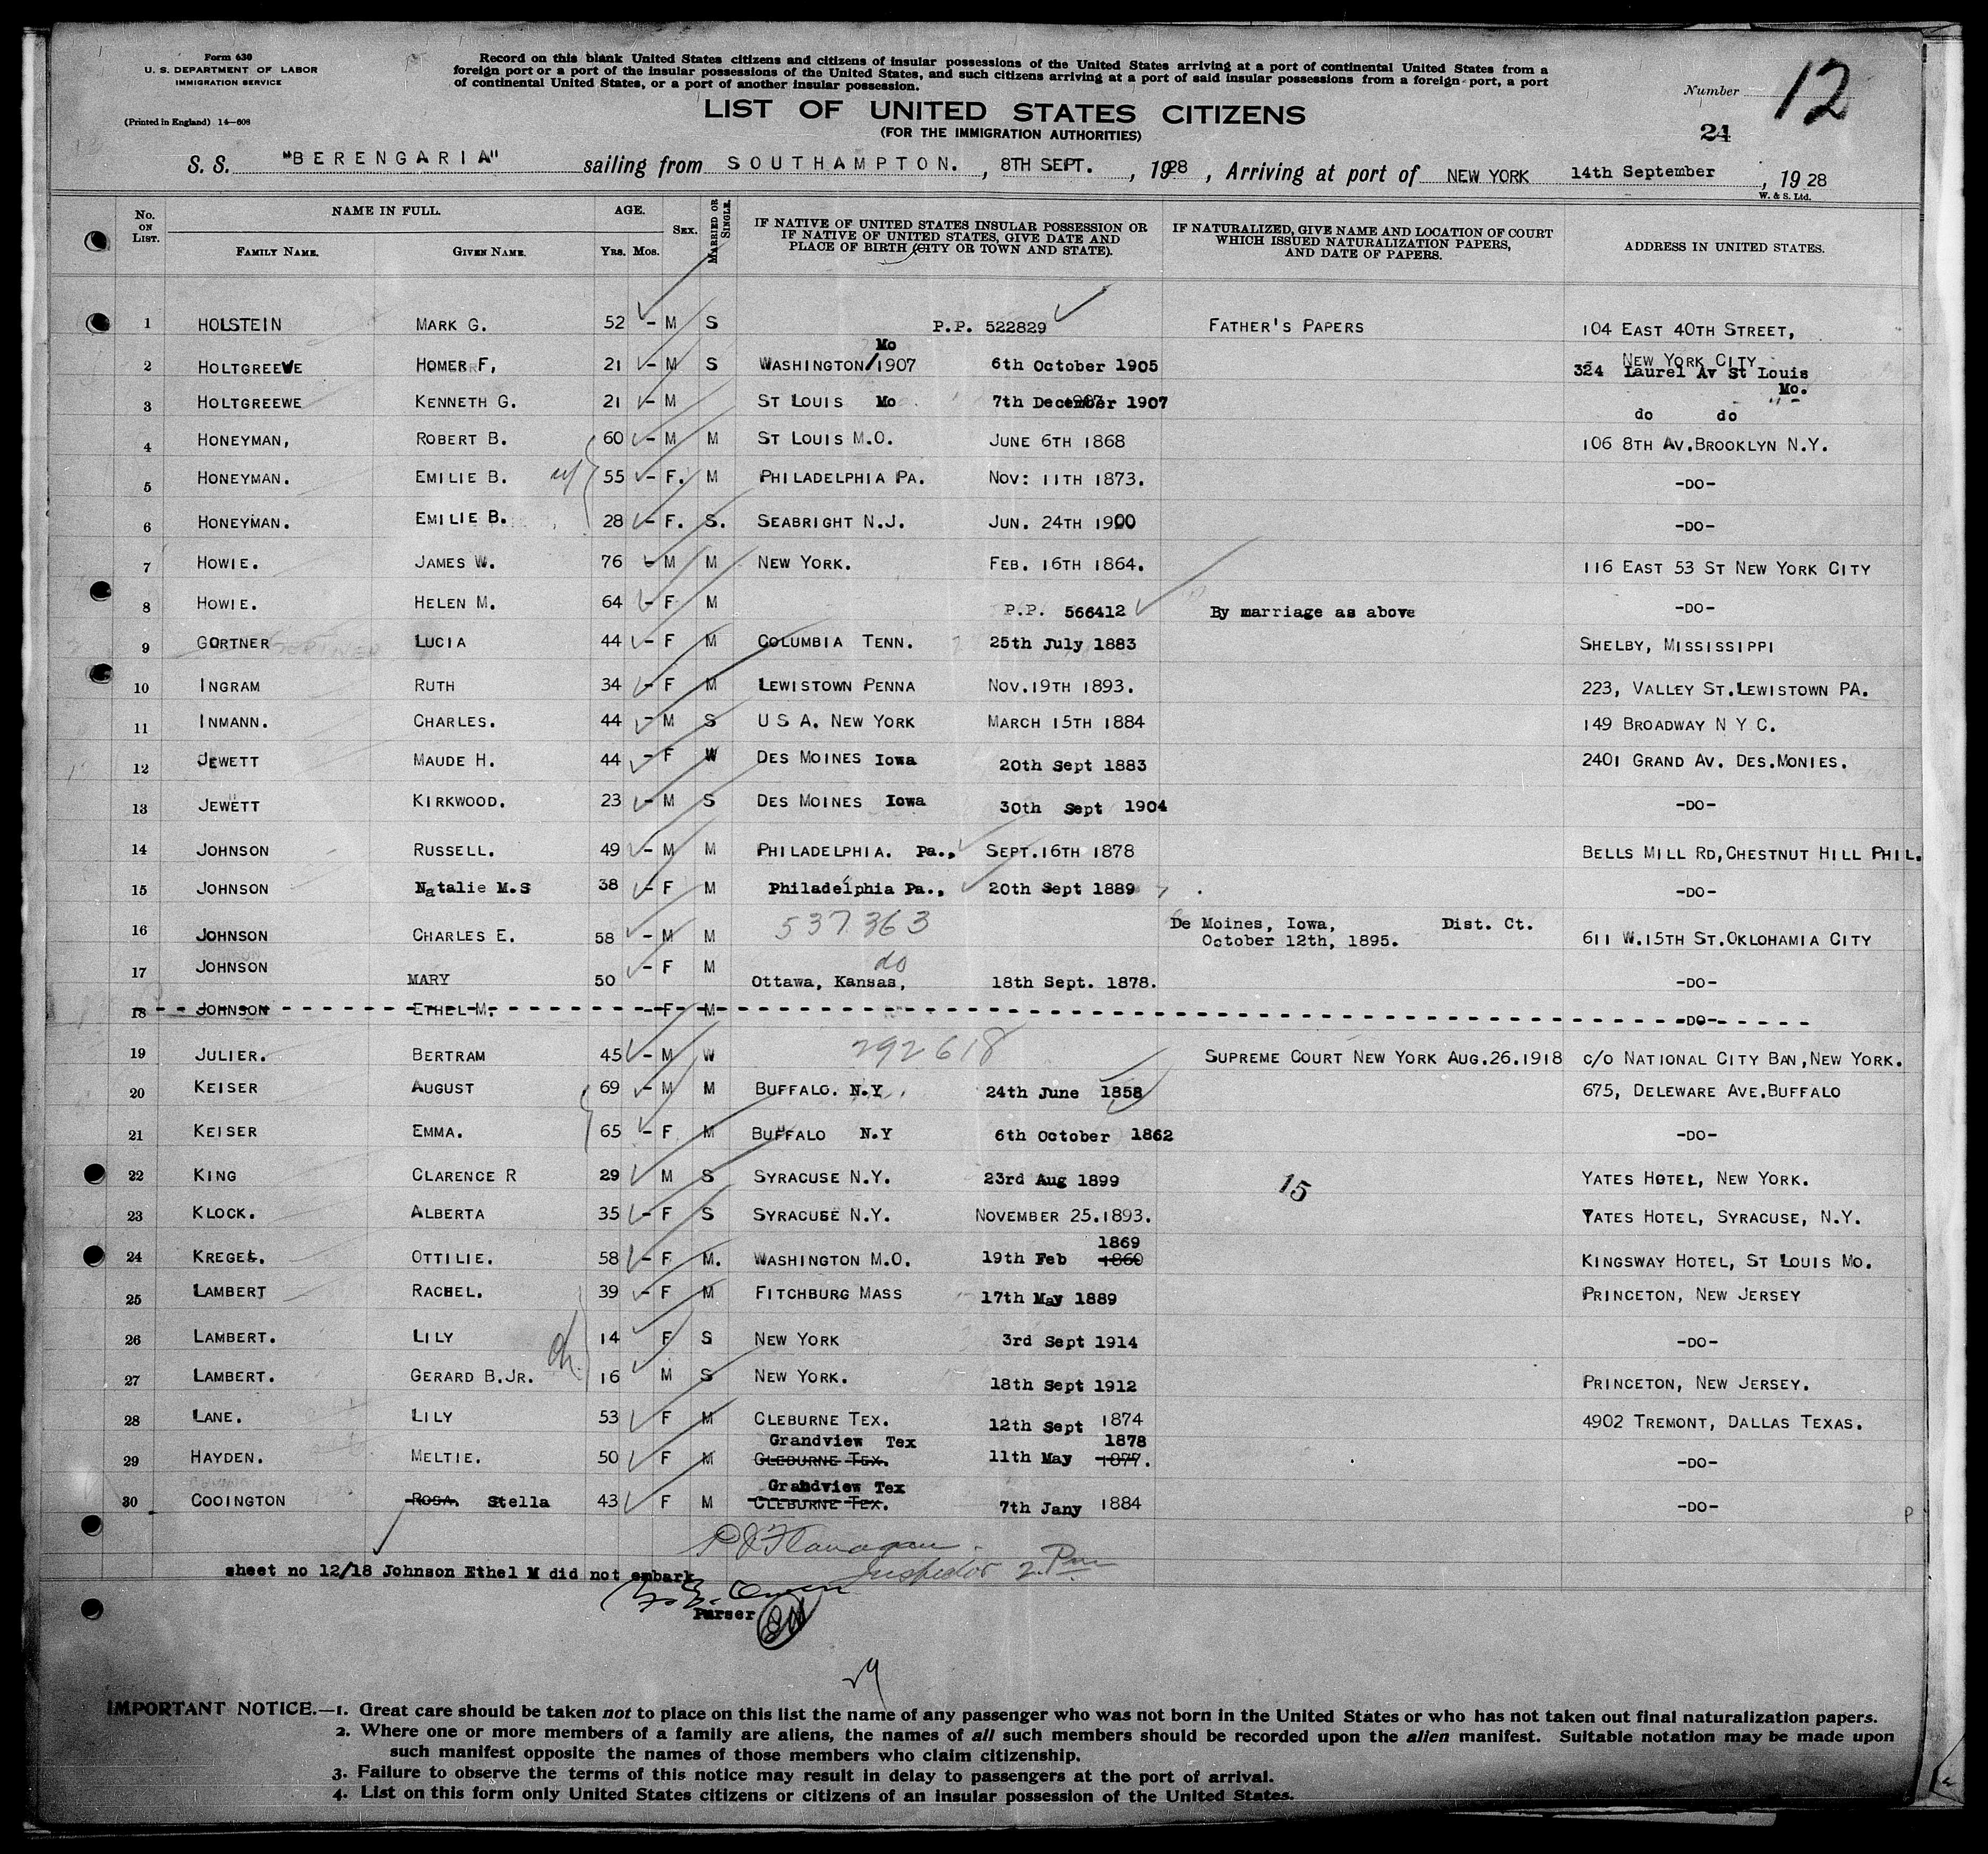 Form 630
U. S. DEPARTMENT OF LABOR
IMMIGRATION SERVICE
(Printed in England) 14—608
Record on this blank United States citizens and citizens of insular possessions of the United States arriving at a port of continental United States from a
foreign port or a port of the insular possessions of the United States, and such citizens arriving at a port of said insular possessions from a foreign port, a port
of continental United States, or a port of another insular possession.
Number 12
LIST OF UNITED STATES CITIZENS
(FOR THE IMMIGRATION AUTHORITIES)
24
S. S. "BERENGARIA" sailing from SOUTHAMPTON. , 8TH SEPT. , 1928 , Arriving at port of NEW YORK 14th September , 1928
W. & S. Ltd.
No. ON LIST. NAME IN FULL. FAMILY NAME. GIVEN NAME. AGE. YRS. MOS. SEX. MARRIED OR SINGLE. IF NATIVE OF UNITED STATES INSULAR POSSESSION OR IF NATIVE OF UNITED STATES, GIVE DATE AND PLACE OF BIRTH (CITY OR TOWN AND STATE). IF NATURALIZED, GIVE NAME AND LOCATION OF COURT WHICH ISSUED NATURALIZATION PAPERS, AND DATE OF PAPERS. ADDRESS IN UNITED STATES.
1 HOLSTEIN MARK G. 52 - M S P.P. 522829 FATHER'S PAPERS 104 EAST 40TH STREET,
NEW YORK CITY
2 HOLTGREEWE HOMER F, 21 - M S WASHINGTON/1907 Mo 6th October 1905 324 Laurel Av St Louis
Mo.
3 HOLTGREEWE KENNETH G. 21 - M ST LOUIS Mo 7th December 1907 do do
4 HONEYMAN, ROBERT B. 60 - M M ST LOUIS M.O. JUNE 6TH 1868 106 8TH AV.BROOKLYN N.Y.
5 HONEYMAN. EMILIE B. 55 - F. M PHILADELPHIA PA. NOV: 11TH 1873. -DO-
6 HONEYMAN. EMILIE B. 28 - F. S. SEABRIGHT N.J. JUN. 24TH 1900 -DO-
7 HOWIE. JAMES W. 76 - M M NEW YORK. FEB. 16TH 1864. 116 EAST 53 ST NEW YORK CITY
8 HOWIE. HELEN M. 64 - F M P.P. 566412 By marriage as above -DO-
9 GORTNER LUCIA 44 - F M COLUMBIA TENN. 25th July 1883 SHELBY, MISSISSIPPI
10 INGRAM RUTH 34 - F M LEWISTOWN PENNA NOV.19TH 1893. 223, VALLEY ST.LEWISTOWN PA.
11 INMANN. CHARLES. 44 - M S U S A. NEW YORK MARCH 15TH 1884 149 BROADWAY N Y C.
12 JEWETT MAUDE H. 44 - F W DES MOINES Iowa 20th Sept 1883 2401 GRAND AV. DES.MONIES.
13 JEWETT KIRKWOOD. 23 - M S DES MOINES Iowa 30th Sept 1904 -DO-
14 JOHNSON RUSSELL. 49 - M M PHILADELPHIA. Pa., SEPT.16TH 1878 BELLS MILL RD,CHESTNUT HILL PHIL.
15 JOHNSON Natalie M.S 38 - F M Philadelphia Pa., 20th Sept 1889 -DO-
16 JOHNSON CHARLES E. 58 - M M 537363 De Moines, Iowa, Dist. Ct.
October 12th, 1895. 611 W.15TH ST.OKLOHAMIA CITY
17 JOHNSON MARY 50 - F M do Ottawa, Kansas, 18th Sept. 1878. -DO-
18 JOHNSON ETHEL M. - F M -DO-
19 JULIER. BERTRAM 45 - M W 292618 SUPREME COURT NEW YORK AUG.26.1918 C/O NATIONAL CITY BAN,NEW YORK.
20 KEISER AUGUST 69 - M M BUFFALO. N.Y. 24th June 1858 675, DELEWARE AVE.BUFFALO
21 KEISER EMMA. 65 - F M BUFFALO N.Y 6th October 1862 -DO-
22 KING CLARENCE R 29 M S SYRACUSE N.Y. 23rd Aug 1899 15 YATES HOTEL, NEW YORK.
23 KLOCK. ALBERTA 35 - F S SYRACUSE N.Y. NOVEMBER 25.1893. YATES HOTEL, SYRACUSE, N.Y.
24 KREGEL. OTTILIE. 58 - F M. WASHINGTON M.O. 19th Feb 1860 1869 KINGSWAY HOTEL, ST LOUIS MO.
25 LAMBERT RACHEL. 39 - F M FITCHBURG MASS 17th May 1889 PRINCETON, NEW JERSEY
26 LAMBERT. LILY 14 F S NEW YORK 3rd Sept 1914 -DO-
27 LAMBERT. GERARD B.JR. 16 M S NEW YORK. 18th Sept 1912 PRINCETON, NEW JERSEY.
28 LANE. LILY 53 F M CLEBURNE TEX. 12th Sept 1874 4902 TREMONT, DALLAS TEXAS.
29 HAYDEN. MELTIE. 50 F M Grandview Tex CLEBURNE TEX. 11th May 1878 1877. -DO-
30 COOINGTON ROSA. Stella 43 F M Grandview Tex CLEBURNE TEX. 7th Jany 1884 -DO-
P J Flanagan
Inspector
sheet no 12/18 Johnson Ethel M did not embark
Purser
IMPORTANT NOTICE.—1. Great care should be taken not to place on this list the name of any passenger who was not born in the United States or who has not taken out final naturalization papers.
2. Where one or more members of a family are aliens, the names of all such members should be recorded upon the alien manifest. Suitable notation may be made upon
such manifest opposite the names of those members who claim citizenship.
3. Failure to observe the terms of this notice may result in delay to passengers at the port of arrival.
4. List on this form only United States citizens or citizens of an insular possession of the United States.